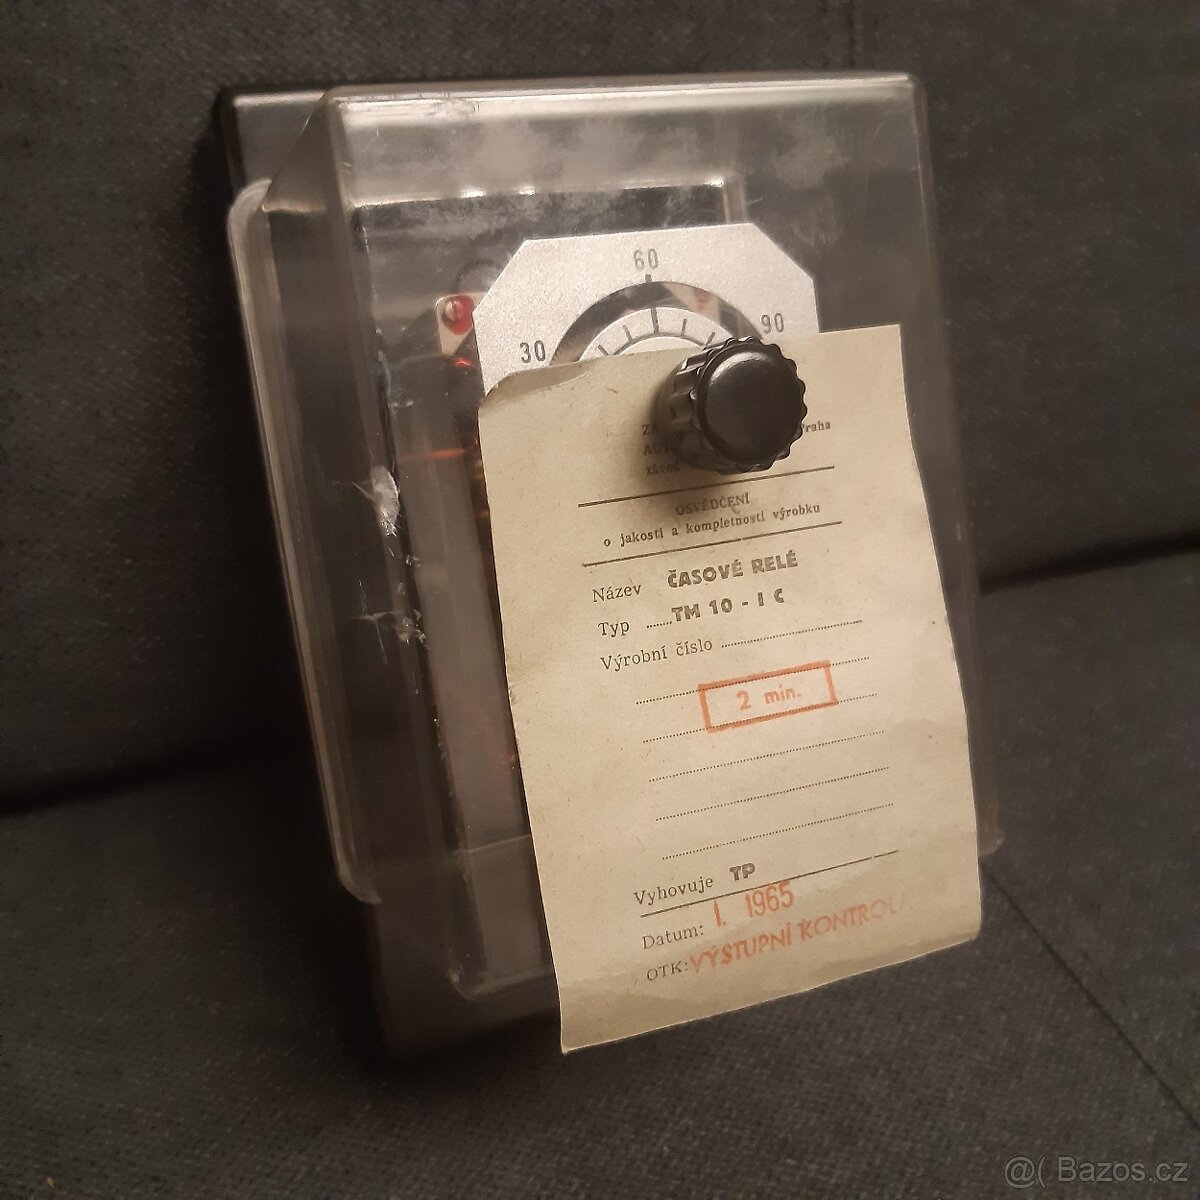 60
30
90
Praha
závod
OSVĚDČENÍ
o jakosti a kompletnosti výrobku
Název ČASOVÉ RELÉ
Typ TM 10 - I C
Výrobní číslo
2 min.
Vyhovuje TP
Datum: I. 1965
OTK: VÝSTUPNÍ KONTROLA
@( Bazos.cz